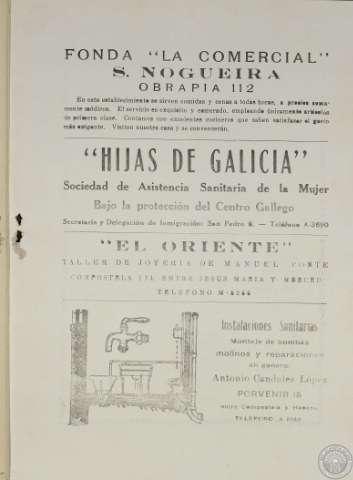 FONDA "LA COMERCIAL"
S. NOGUEIRA
OBRAPIA 112
En este establecimiento se sirven comidas y cenas a todas horas, a precios suma-
mente módicos. El servicio es exquisito y esmerado, empleando únicamente artículos
de primera clase. Contamos con excelentes cocineros que saben satisfacer el gusto
más exigente. Visiten nuestra casa y se convencerán.
"HIJAS DE GALICIA"
Sociedad de Asistencia Sanitaria de la Mujer
Bajo la protección del Centro Gallego
Secretaría y Delegación de Inmigración: San Pedro 6. — Teléfono A-3690
"EL ORIENTE"
TALLER DE JOYERIA DE MANUEL
COMPOSTELA ENTRE JESUS MARIA Y MERCED
TELEFONO
Instalaciones Sanitarias
Montaje de bombas
molinos y reparaciones
en general
Antonio Candales López
PORVENIR 15
entre Compostela y Habana
TELEFONO